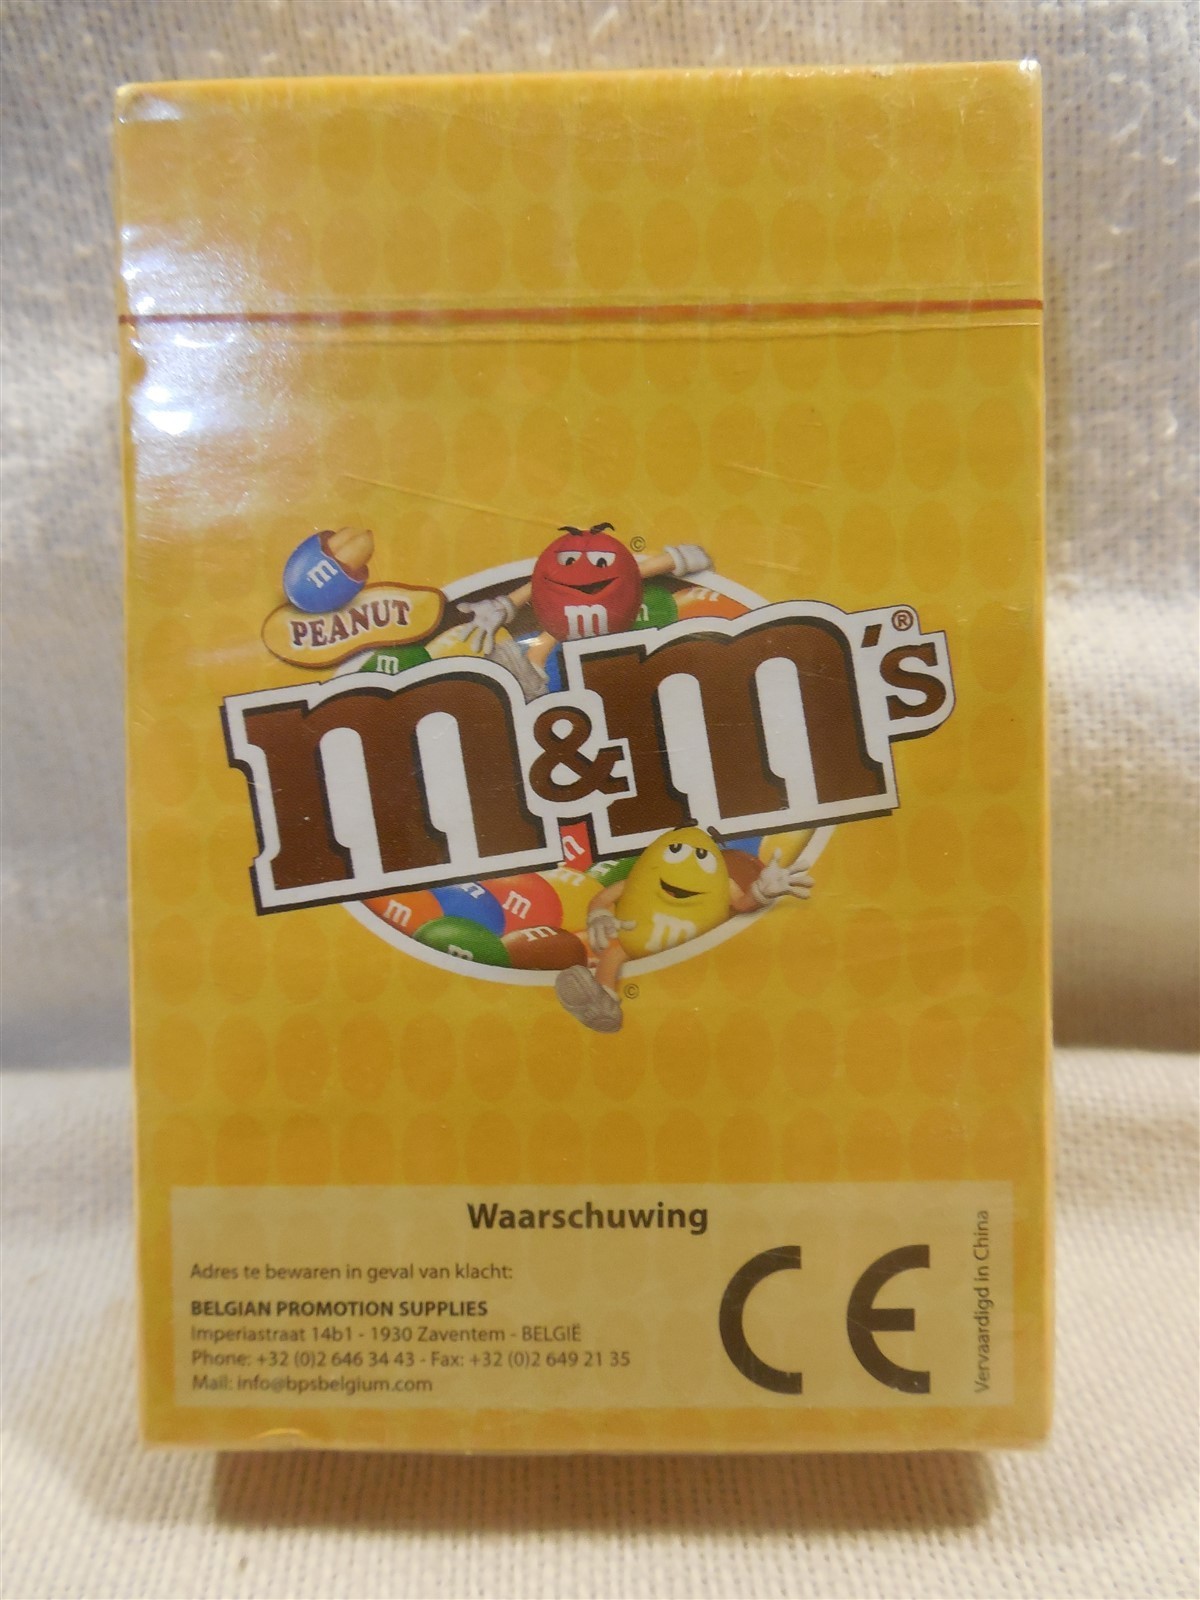 PEANUT
m&m's®
Waarschuwing
Adres te bewaren in geval van klacht:
BELGIAN PROMOTION SUPPLIES
Imperiastraat 14b1 - 1930 Zaventem - BELGIË
Phone: +32 (0)2 646 34 43 - Fax: +32 (0)2 649 21 35
Mail: info@bpsbelgium.com
CE
Vervaardigd in China